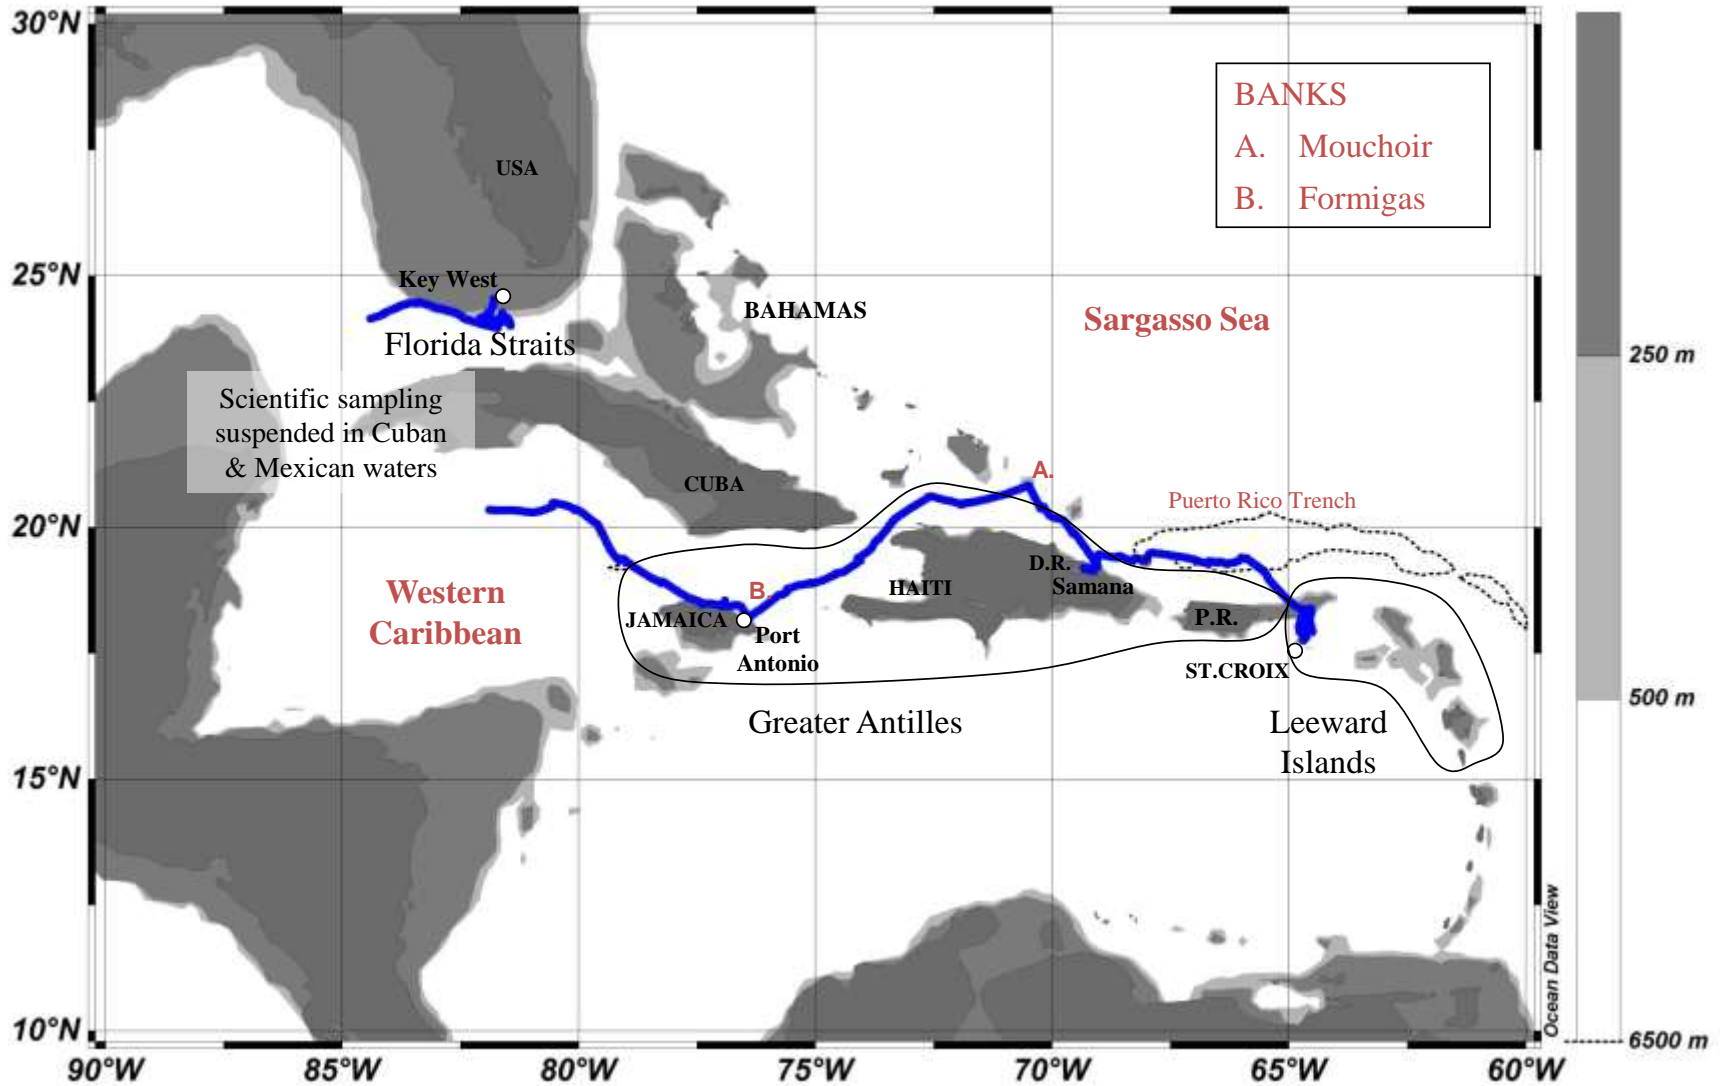 30°N
25°N
20°N
15°N
10°N
90°W
85°W
80°W
75°W
70°W
65°W
60°W
BANKS
A. Mouchoir
B. Formigas
USA
Key West
Florida Straits
BAHAMAS
Sargasso Sea
Scientific sampling
suspended in Cuban
& Mexican waters
CUBA
A.
Puerto Rico Trench
Western
Caribbean
B.
JAMAICA
Port
Antonio
HAITI
D.R.
Samana
P.R.
ST.CROIX
Greater Antilles
Leeward
Islands
250 m
500 m
6500 m
Ocean Data View